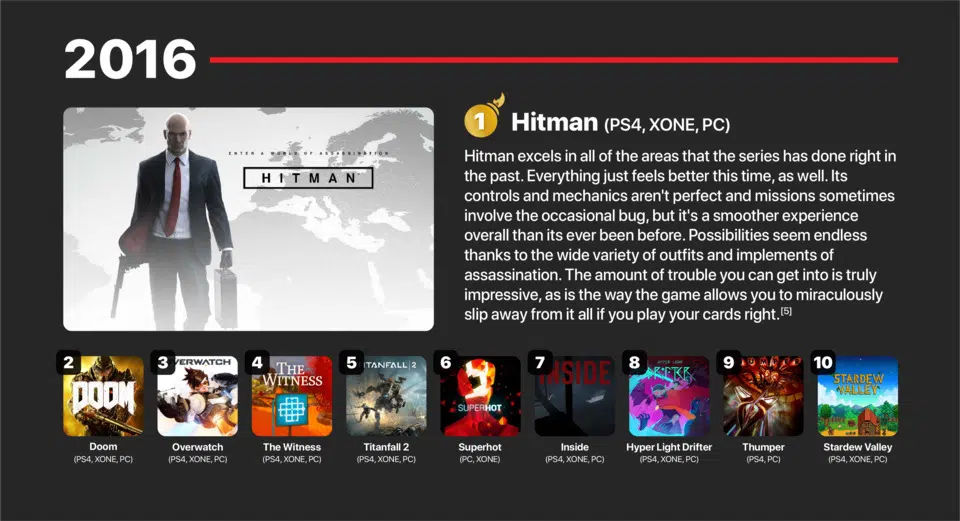 2016
ENTER A WORLD OF ASSASSINATION
HITMAN
1 Hitman (PS4, XONE, PC)
Hitman excels in all of the areas that the series has done right in
the past. Everything just feels better this time, as well. Its
controls and mechanics aren't perfect and missions sometimes
involve the occasional bug, but it's a smoother experience
overall than its ever been before. Possibilities seem endless
thanks to the wide variety of outfits and implements of
assassination. The amount of trouble you can get into is truly
impressive, as is the way the game allows you to miraculously
slip away from it all if you play your cards right.[5]
2 3 4 5 6 7 8 9 10
DOOM
OVERWATCH
THE
WITNESS
TITANFALL 2
SUPERHOT
INSIDE
HYPER LIGHT
DRIFTER
STARDEW
VALLEY
Doom Overwatch The Witness Titanfall 2 Superhot Inside Hyper Light Drifter Thumper Stardew Valley
(PS4, XONE, PC) (PS4, XONE, PC) (PS4, XONE, PC) (PS4, XONE, PC) (PC, XONE) (PS4, XONE, PC) (PS4, XONE, PC) (PS4, PC) (PS4, XONE, PC)